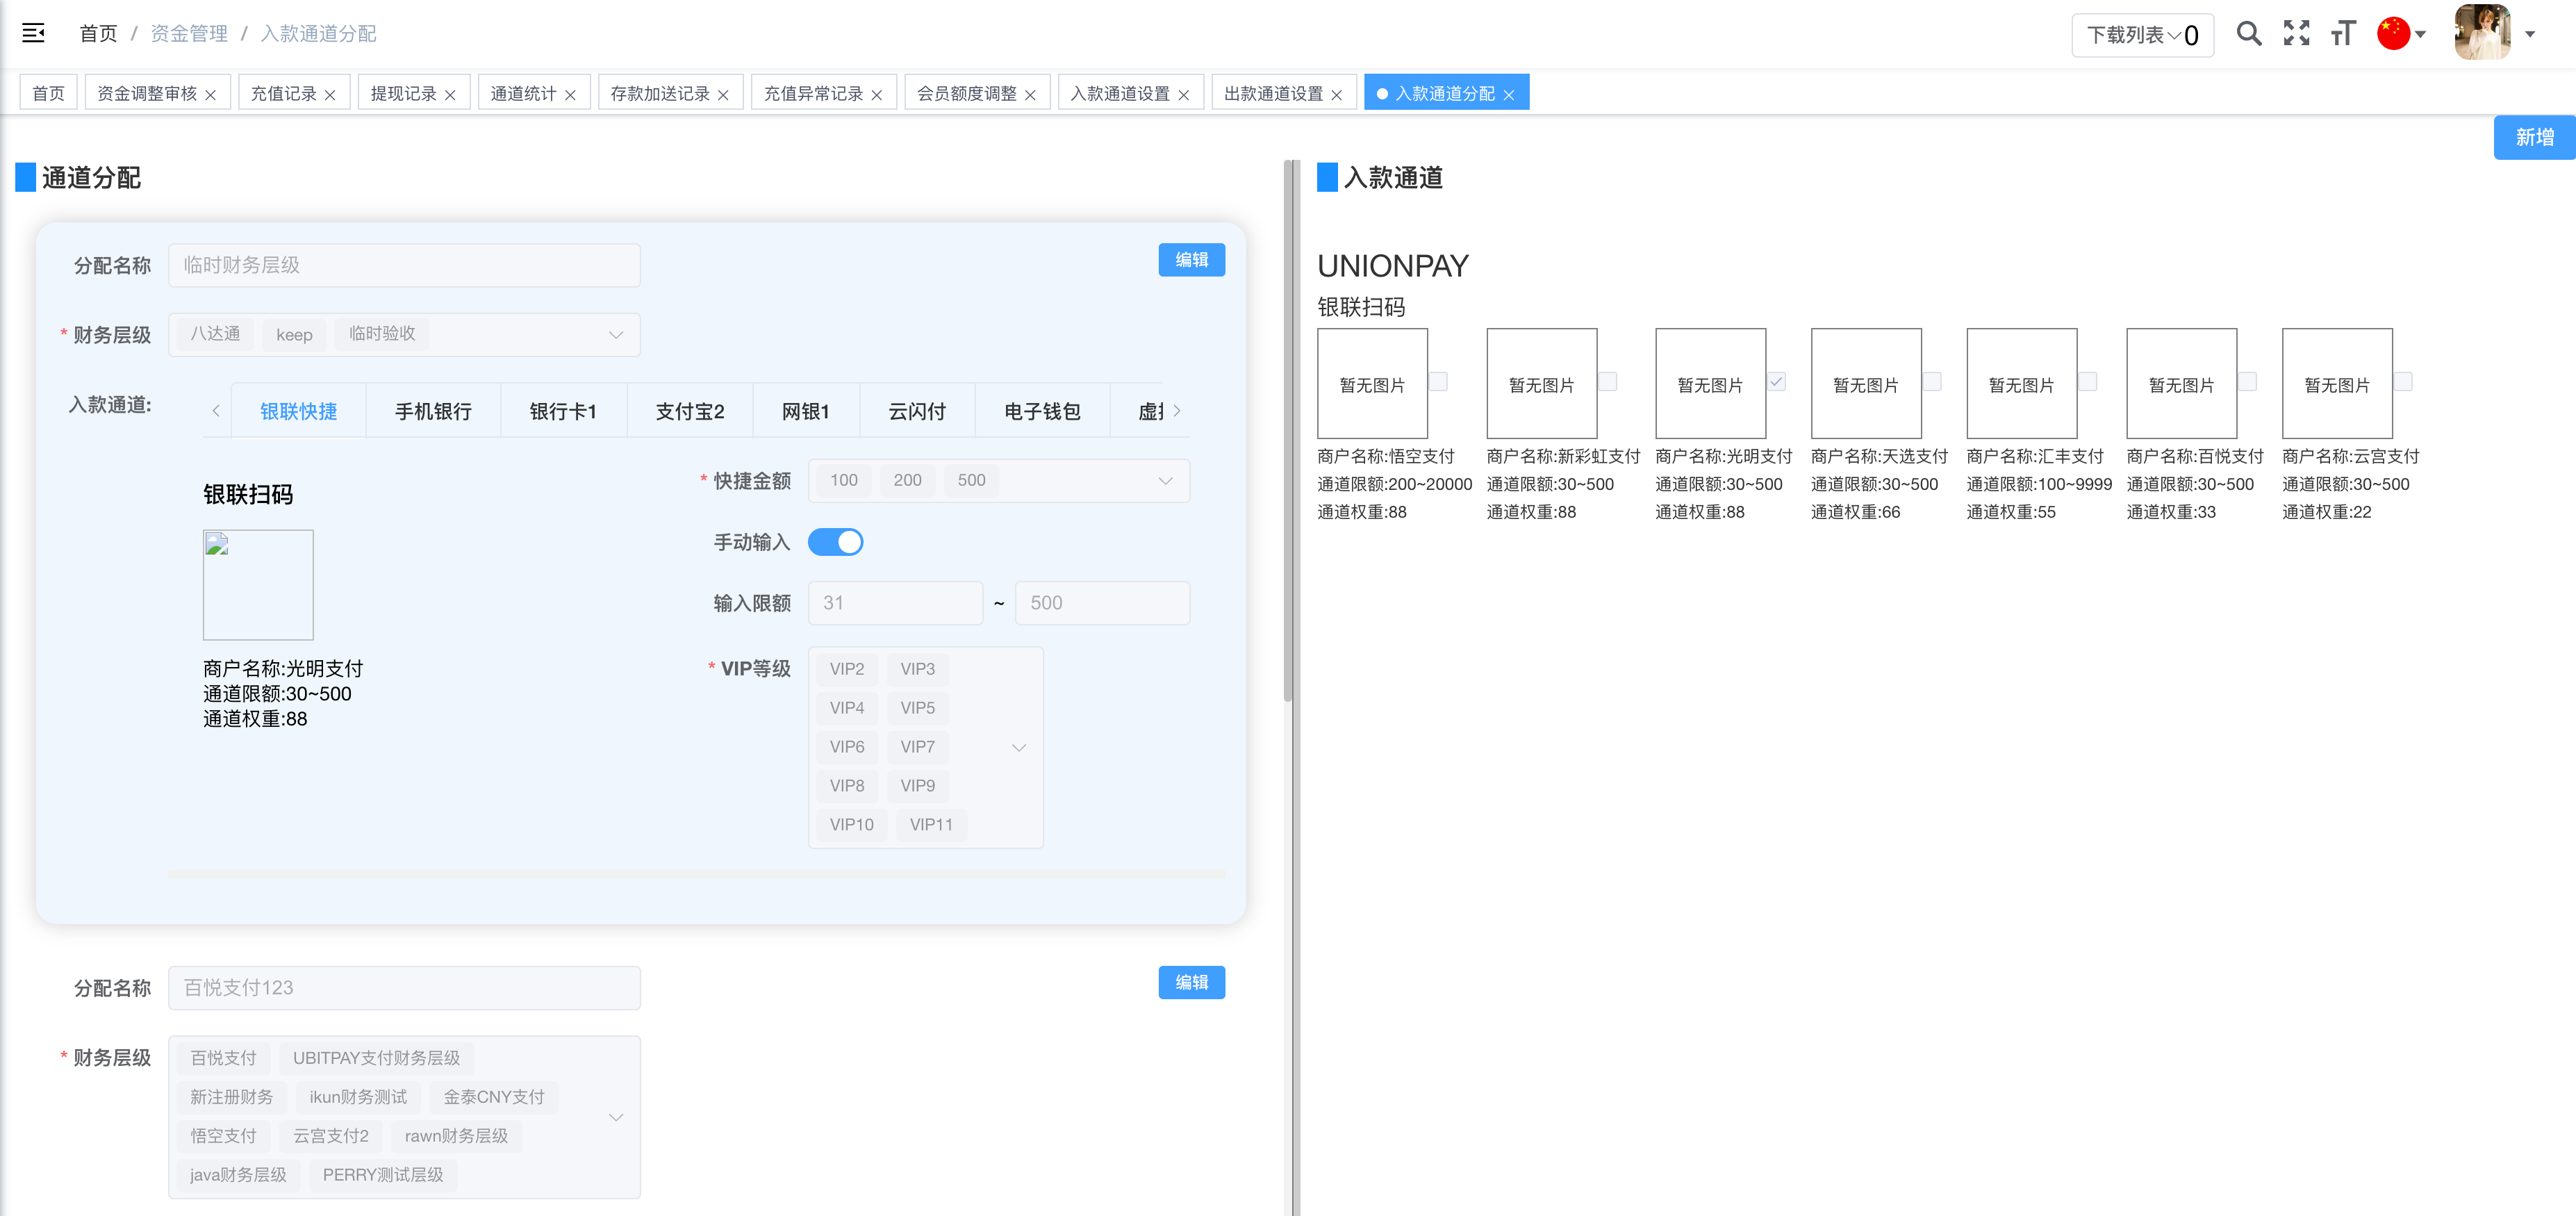 首页 / 资金管理 / 入款通道分配
下载列表 0
首页 资金调整审核 充值记录 提现记录 通道统计 存款加送记录 充值异常记录 会员额度调整 入款通道设置 出款通道设置 入款通道分配
新增
通道分配
分配名称 临时财务层级 编辑
* 财务层级 八达通 keep 临时验收
入款通道: 银联快捷 手机银行 银行卡1 支付宝2 网银1 云闪付 电子钱包
银联扫码
商户名称:光明支付
通道限额:30~500
通道权重:88
* 快捷金额 100 200 500
手动输入
输入限额 31 ~ 500
* VIP等级 VIP2 VIP3
VIP4 VIP5
VIP6 VIP7
VIP8 VIP9
VIP10 VIP11
分配名称 百悦支付123 编辑
* 财务层级 百悦支付 UBITPAY支付财务层级
新注册财务 ikun财务测试 金泰CNY支付
悟空支付 云宫支付2 rawn财务层级
java财务层级 PERRY测试层级
入款通道
UNIONPAY
银联扫码
暂无图片 暂无图片 暂无图片 暂无图片 暂无图片 暂无图片 暂无图片
商户名称:悟空支付 商户名称:新彩虹支付 商户名称:光明支付 商户名称:天选支付 商户名称:汇丰支付 商户名称:百悦支付 商户名称:云宫支付
通道限额:200~20000 通道限额:30~500 通道限额:30~500 通道限额:30~500 通道限额:100~9999 通道限额:30~500 通道限额:30~500
通道权重:88 通道权重:88 通道权重:88 通道权重:66 通道权重:55 通道权重:33 通道权重:22